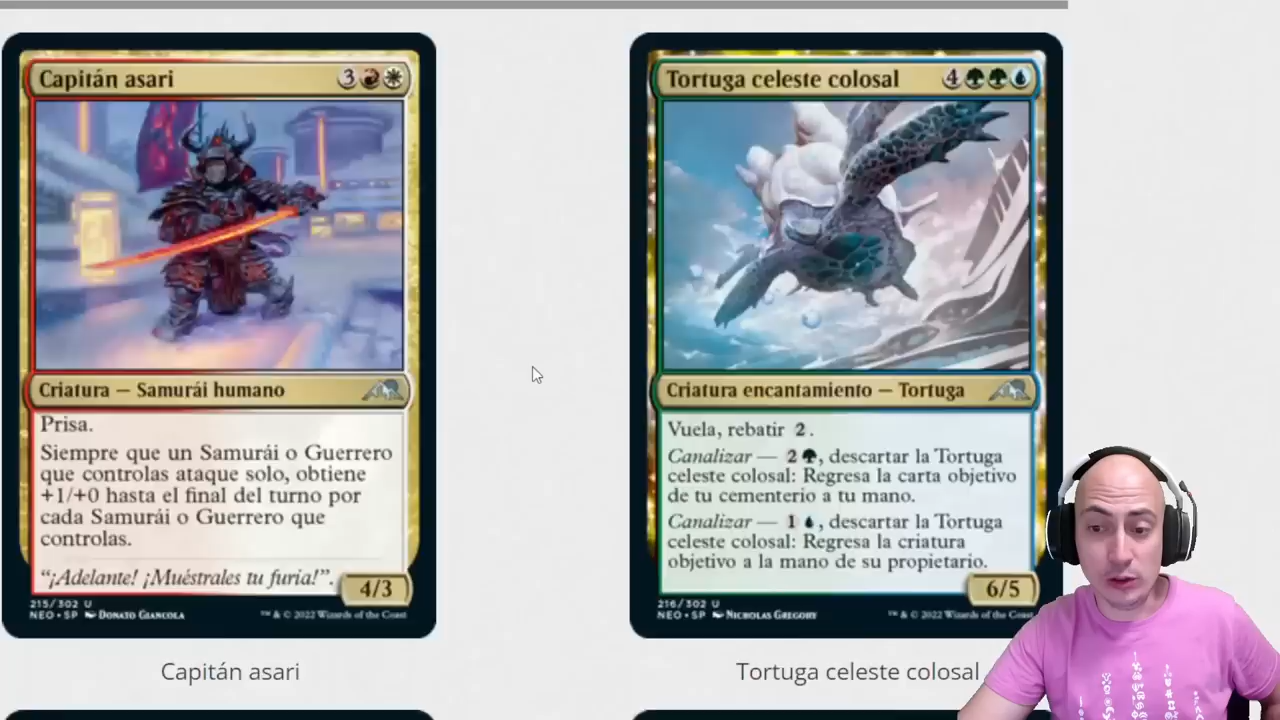 Capitán asari
3
Criatura — Samurái humano
Prisa.
Siempre que un Samurái o Guerrero
que controlas ataque solo, obtiene
+1/+0 hasta el final del turno por
cada Samurái o Guerrero que
controlas.
“¡Adelante! ¡Muéstrales tu furia!”.
4/3
215/302 U
NEO • SP DONATO GIANCOLA
™ & © 2022 Wizards of the Coast
Capitán asari
Tortuga celeste colosal
4
Criatura encantamiento — Tortuga
Vuela, rebatir 2.
Canalizar — 2, descartar la Tortuga
celeste colosal: Regresa la carta objetivo
de tu cementerio a tu mano.
Canalizar — 1, descartar la Tortuga
celeste colosal: Regresa la criatura
objetivo a la mano de su propietario.
6/5
216/302 U
NEO • SP NICHOLAS GREGORY
™ & © 2022 Wizards of the Coast
Tortuga celeste colosal